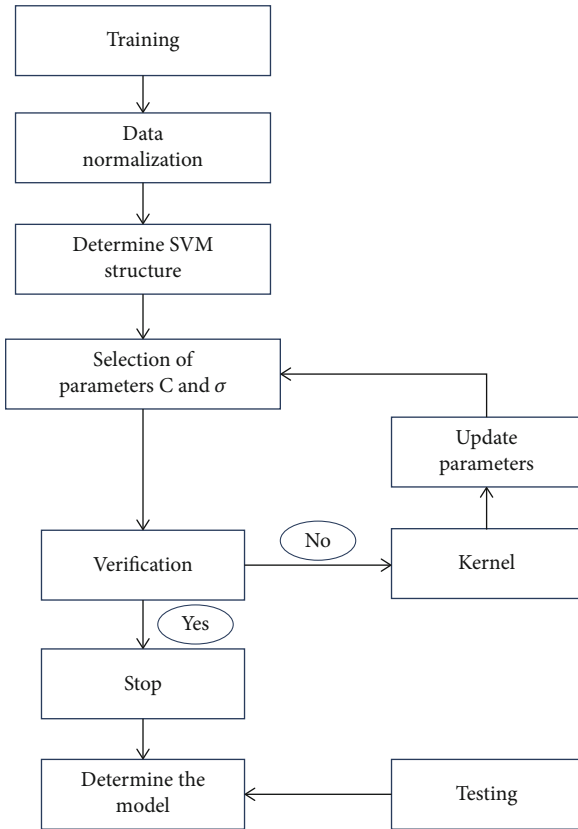 Training
Data
normalization
Determine SVM
structure
Selection of
parameters C and σ
Update
parameters
Verification
No
Kernel
Yes
Stop
Determine the
model
Testing